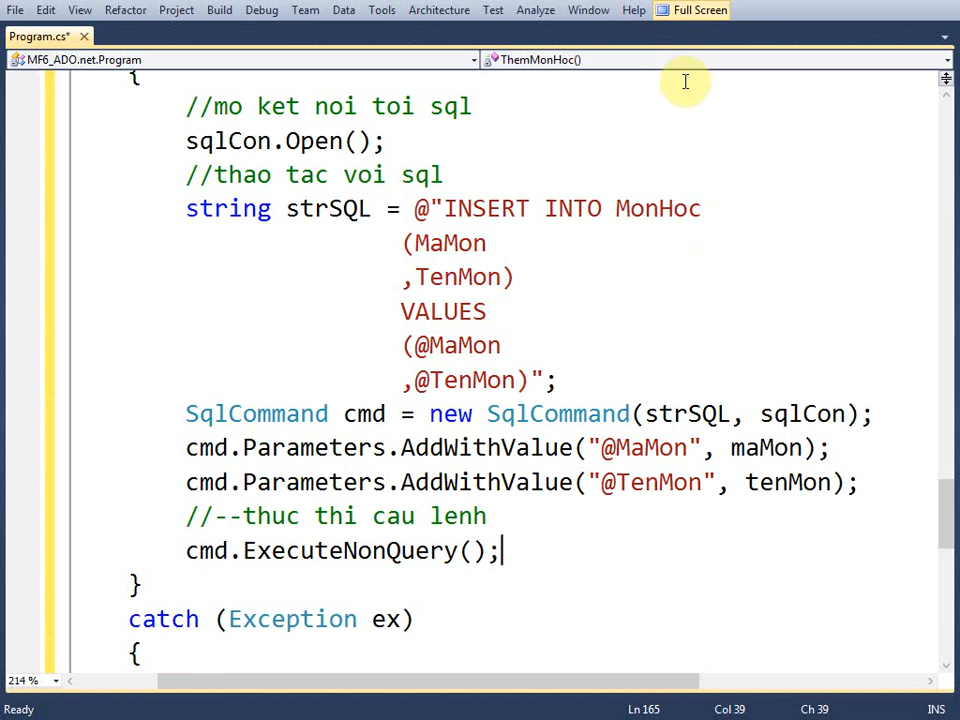 File Edit View Refactor Project Build Debug Team Data Tools Architecture Test Analyze Window Help Full Screen
Program.cs*
MF6_ADO.net.Program ThemMonHoc()
{
//mo ket noi toi sql
sqlCon.Open();
//thao tac voi sql
string strSQL = @"INSERT INTO MonHoc
(MaMon
,TenMon)
VALUES
(@MaMon
,@TenMon)";
SqlCommand cmd = new SqlCommand(strSQL, sqlCon);
cmd.Parameters.AddWithValue("@MaMon", maMon);
cmd.Parameters.AddWithValue("@TenMon", tenMon);
//--thuc thi cau lenh
cmd.ExecuteNonQuery();
}
catch (Exception ex)
{
214 %
Ready Ln 165 Col 39 Ch 39 INS